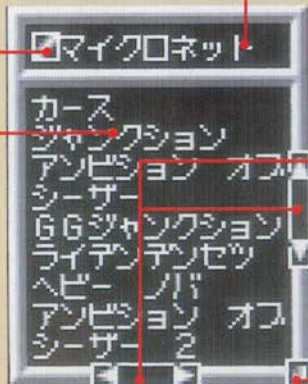 マイクロネット
カース
ジャンクション
アンビション オブ
シーザー
GGジャンクション
ライデンデンセツ
ヘビー ノバ
アンビション オブ
シーザー 2